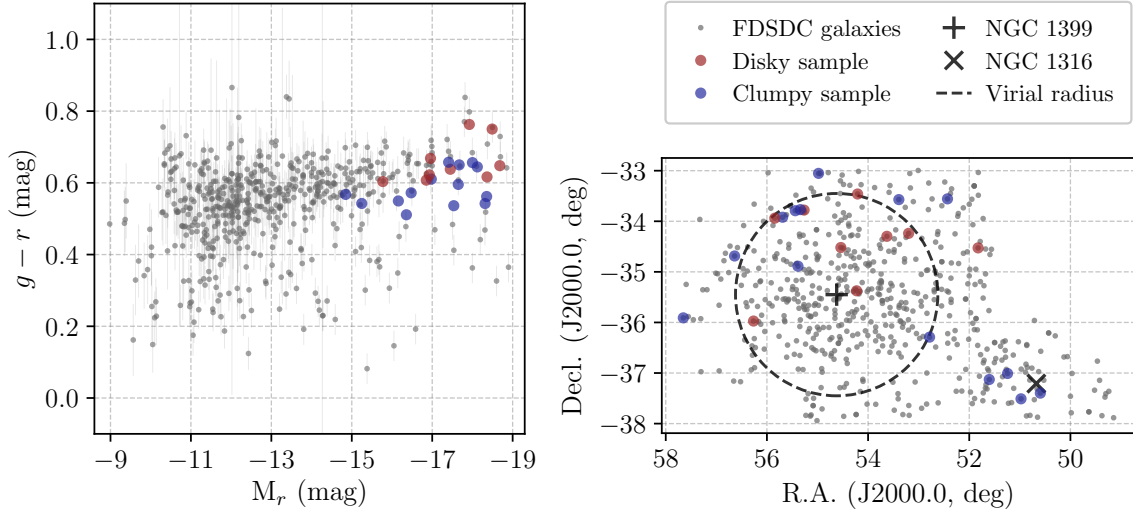 1.0
0.8
0.6
0.4
0.2
0.0
g − r (mag)
−9 −11 −13 −15 −17 −19
M_r (mag)
FDSDC galaxies
Disky sample
Clumpy sample
NGC 1399
NGC 1316
Virial radius
−33
−34
−35
−36
−37
−38
Decl. (J2000.0, deg)
58 56 54 52 50
R.A. (J2000.0, deg)